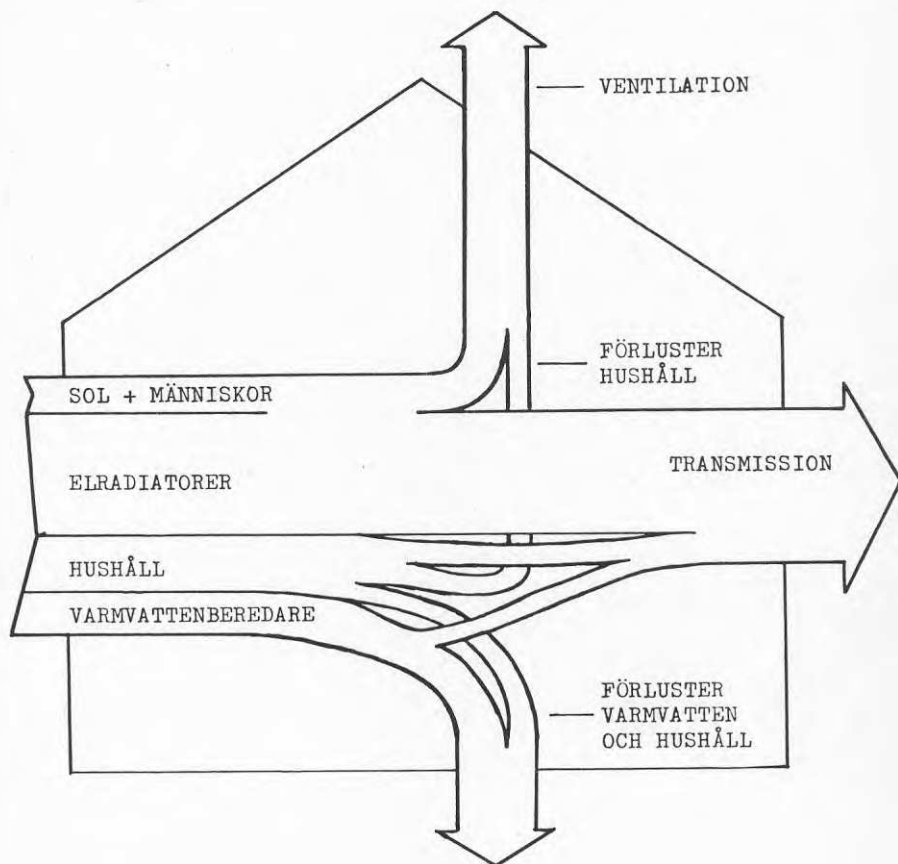 VENTILATION
FÖRLUSTER
HUSHÅLL
SOL + MÄNNISKOR
TRANSMISSION
ELRADIATORER
HUSHÅLL
VARMVATTENBEREDARE
FÖRLUSTER
VARMVATTEN
OCH HUSHÅLL